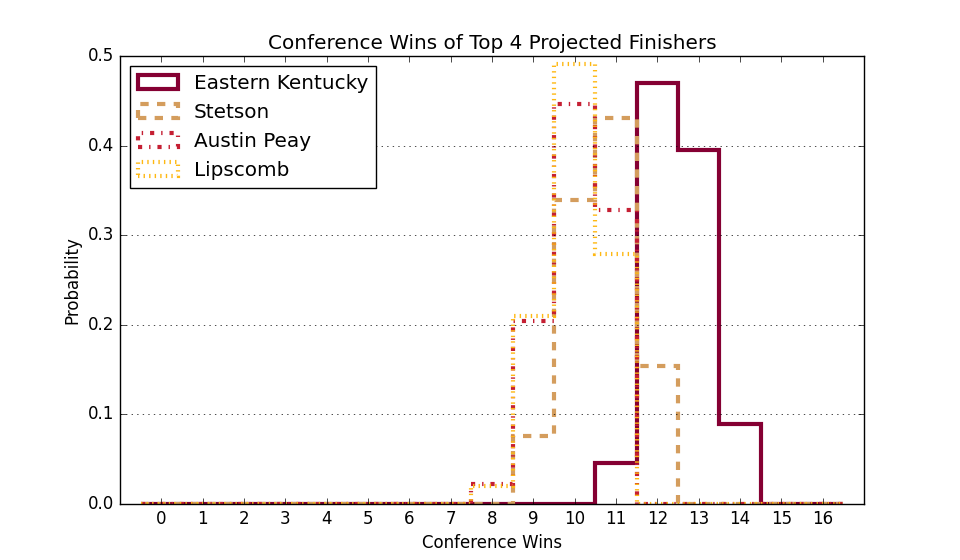 Conference Wins of Top 4 Projected Finishers
0.5
0.4
0.3
0.2
0.1
0.0
Probability
Eastern Kentucky
Stetson
Austin Peay
Lipscomb
0 1 2 3 4 5 6 7 8 9 10 11 12 13 14 15 16
Conference Wins